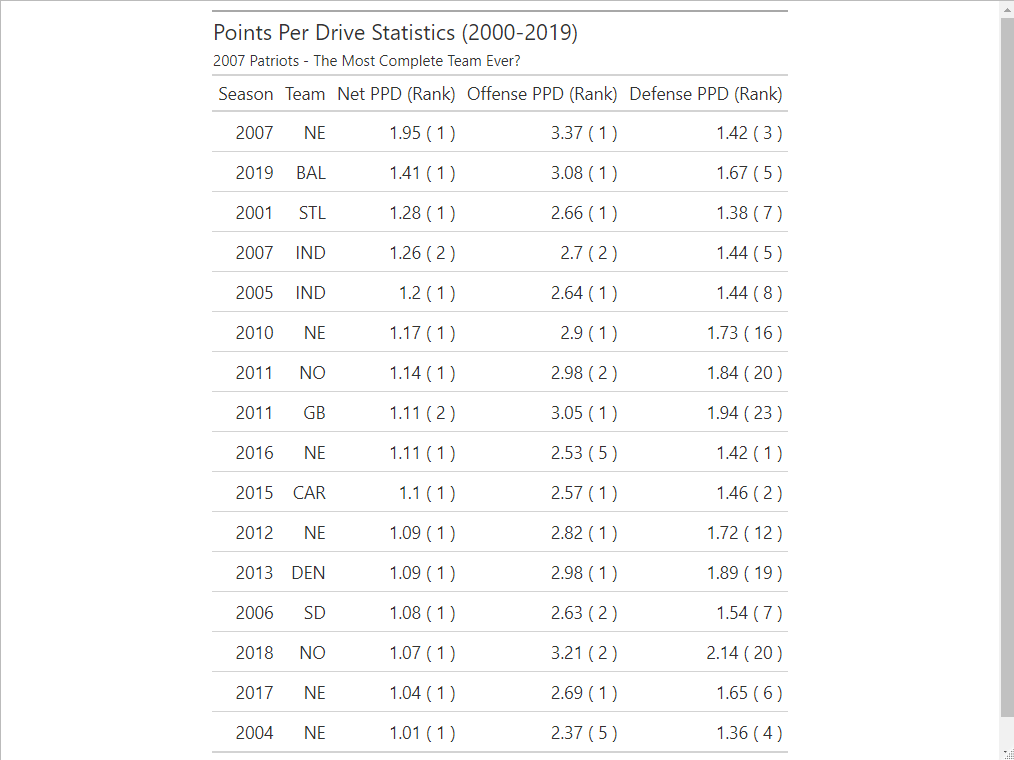 Points Per Drive Statistics (2000-2019)
2007 Patriots - The Most Complete Team Ever?
Season Team Net PPD (Rank) Offense PPD (Rank) Defense PPD (Rank)
2007 NE 1.95 ( 1 ) 3.37 ( 1 ) 1.42 ( 3 )
2019 BAL 1.41 ( 1 ) 3.08 ( 1 ) 1.67 ( 5 )
2001 STL 1.28 ( 1 ) 2.66 ( 1 ) 1.38 ( 7 )
2007 IND 1.26 ( 2 ) 2.7 ( 2 ) 1.44 ( 5 )
2005 IND 1.2 ( 1 ) 2.64 ( 1 ) 1.44 ( 8 )
2010 NE 1.17 ( 1 ) 2.9 ( 1 ) 1.73 ( 16 )
2011 NO 1.14 ( 1 ) 2.98 ( 2 ) 1.84 ( 20 )
2011 GB 1.11 ( 2 ) 3.05 ( 1 ) 1.94 ( 23 )
2016 NE 1.11 ( 1 ) 2.53 ( 5 ) 1.42 ( 1 )
2015 CAR 1.1 ( 1 ) 2.57 ( 1 ) 1.46 ( 2 )
2012 NE 1.09 ( 1 ) 2.82 ( 1 ) 1.72 ( 12 )
2013 DEN 1.09 ( 1 ) 2.98 ( 1 ) 1.89 ( 19 )
2006 SD 1.08 ( 1 ) 2.63 ( 2 ) 1.54 ( 7 )
2018 NO 1.07 ( 1 ) 3.21 ( 2 ) 2.14 ( 20 )
2017 NE 1.04 ( 1 ) 2.69 ( 1 ) 1.65 ( 6 )
2004 NE 1.01 ( 1 ) 2.37 ( 5 ) 1.36 ( 4 )